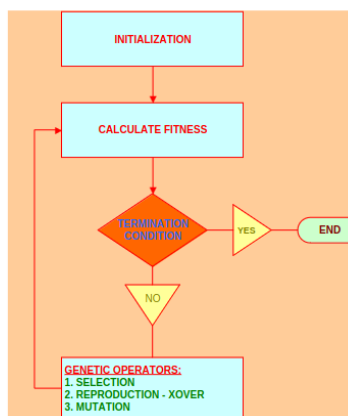 INITIALIZATION
CALCULATE FITNESS
TERMINATION
CONDITION
YES
END
NO
GENETIC OPERATORS:
1. SELECTION
2. REPRODUCTION - XOVER
3. MUTATION